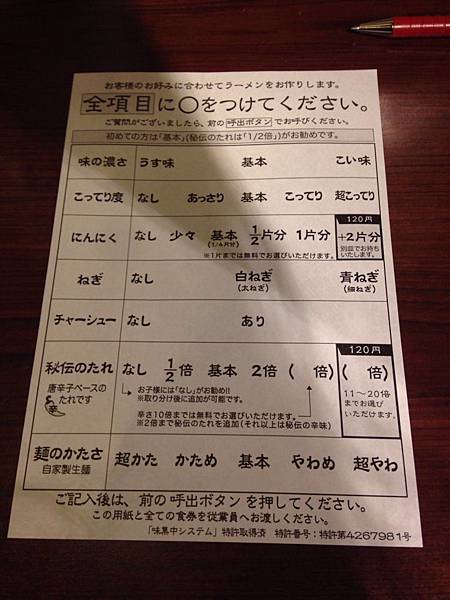 お客様のお好みに合わせてラーメンをお作りします。
全項目に○をつけてください。
ご質問がございましたら、前の 呼出ボタン でお呼びください。
初めての方は「基本」(秘伝のたれは「1/2倍」)がお勧めです。
味の濃さ うす味 基本 こい味
こってり度 なし あっさり 基本 こってり 超こってり
にんにく なし 少々 基本 1/2片分 1片分
(1/4片分)
※1片までは無料でお選びいただけます。
120円
+2片分
別皿でお持ち
いたします。
ねぎ なし 白ねぎ 青ねぎ
(太ねぎ) (細ねぎ)
チャーシュー なし あり
秘伝のたれ なし 1/2倍 基本 2倍 ( 倍)
唐辛子ベースの
たれです
辛
お子様には「なし」がお勧め!!
※取り分け後に追加が可能です。
辛さ10倍までは無料でお選びいただけます。
※2倍まで秘伝のたれを追加(それ以上は秘伝の辛味)
120円
( 倍)
11〜20倍
までお選び
いただけます。
麺のかたさ 超かた かため 基本 やわめ 超やわ
自家製生麺
ご記入後は、前の 呼出ボタン を押してください。
この用紙と全ての食券を従業員へお渡しください。
「味集中システム」特許取得済 特許番号:特許第4267981号